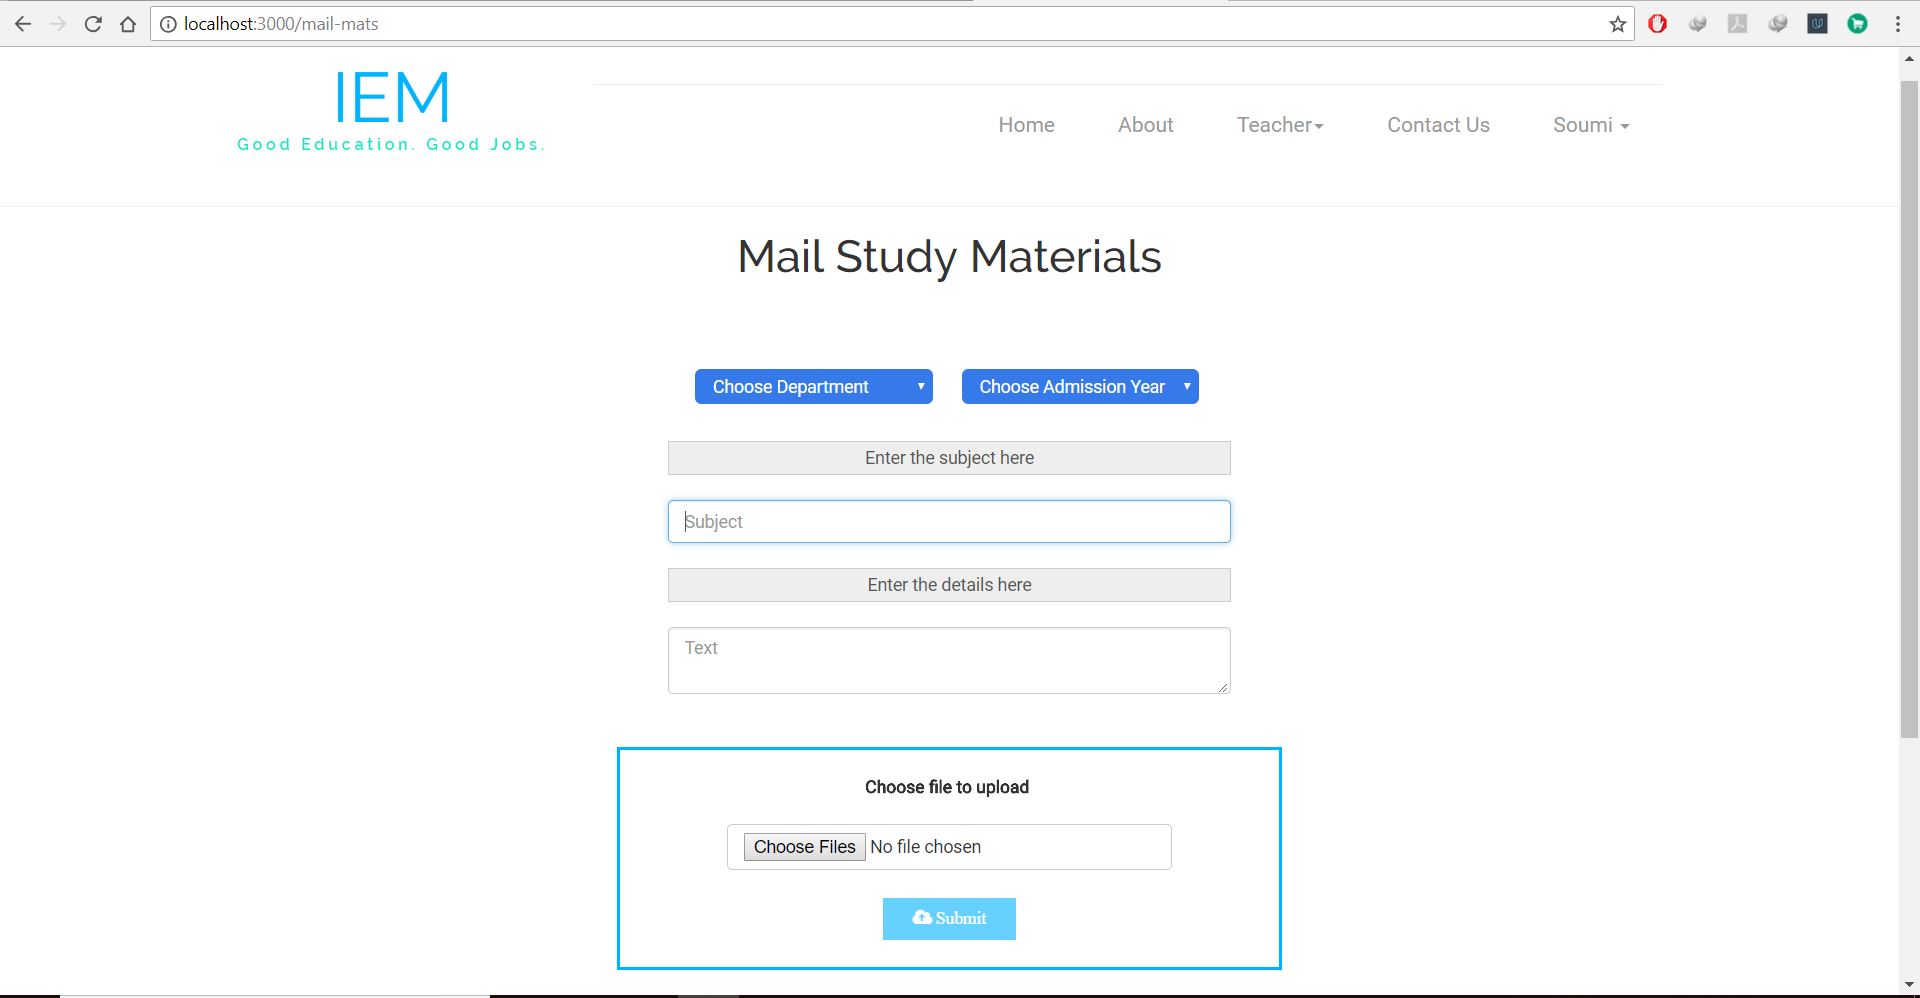 localhost:3000/mail-mats
IEM
Good Education. Good Jobs.
Home About Teacher Contact Us Soumi
Mail Study Materials
Choose Department Choose Admission Year
Enter the subject here
Subject
Enter the details here
Text
Choose file to upload
Choose Files No file chosen
Submit